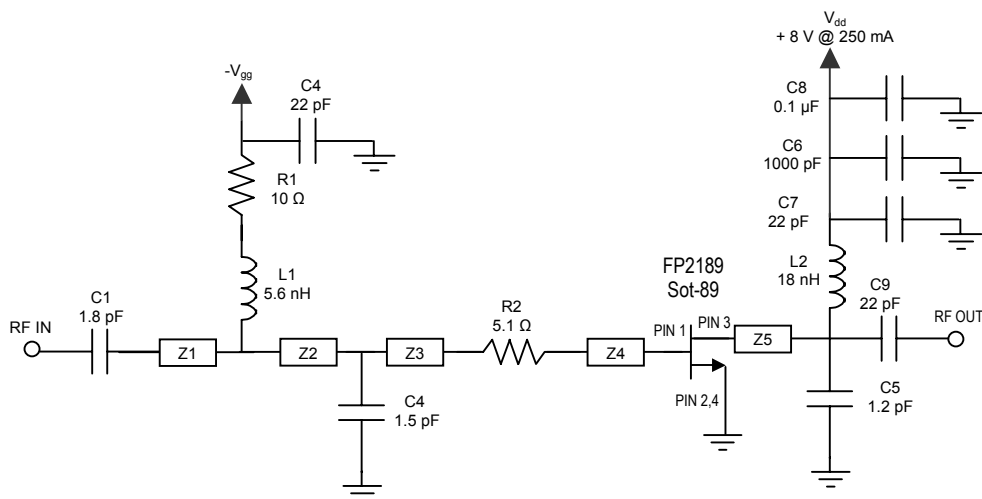 V_dd
+ 8 V @ 250 mA
-V_gg
C4
22 pF
C8
0.1 µF
R1
10 Ω
C6
1000 pF
C7
22 pF
L1
5.6 nH
L2
18 nH
FP2189
Sot-89
C9
22 pF
C1
1.8 pF
R2
5.1 Ω
RF IN
RF OUT
PIN 1
PIN 3
Z1
Z2
Z3
Z4
Z5
PIN 2,4
C4
1.5 pF
C5
1.2 pF